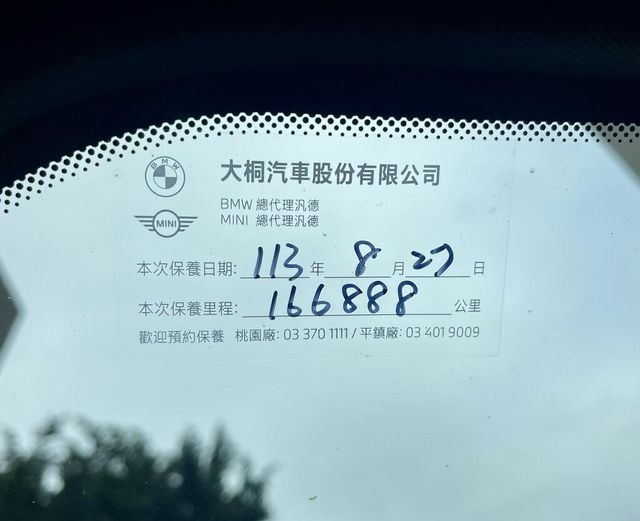 BMW
大桐汽車股份有限公司
BMW 總代理汎德
MINI
MINI 總代理汎德
本次保養日期: 113 年 8 月 27 日
本次保養里程: 166888 公里
歡迎預約保養 桃園廠: 03 370 1111 / 平鎮廠: 03 401 9009